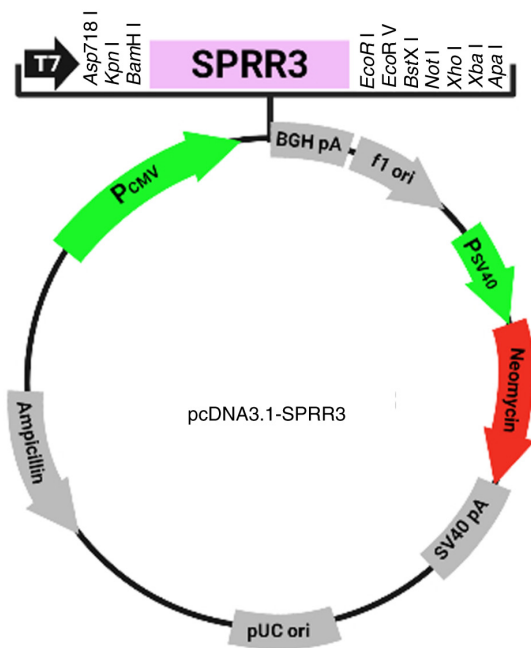 T7
Asp718 I
Kpn I
BamH I
SPRR3
EcoR I
EcoR V
BstX I
Not I
Xho I
Xba I
Apa I
PCMV
BGH pA
f1 ori
PSV40
Neomycin
SV40 pA
pUC ori
Ampicillin
pcDNA3.1-SPRR3